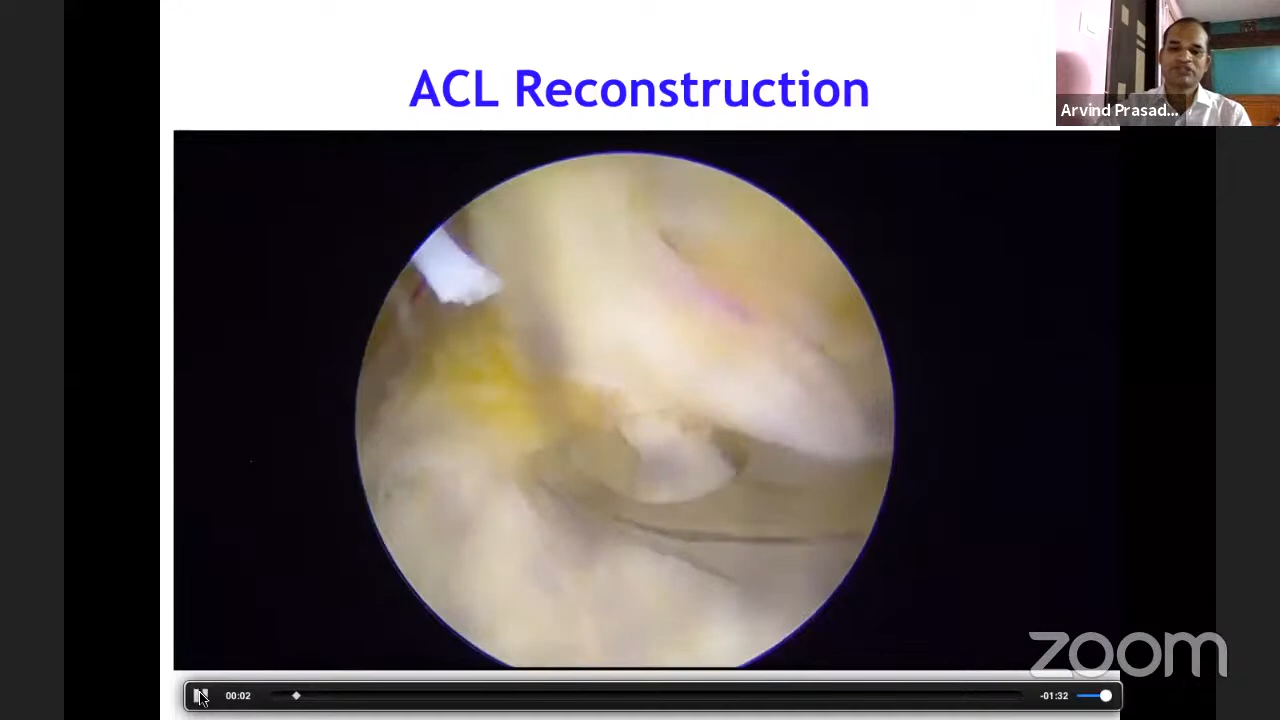 ACL Reconstruction
Arvind Prasad...
zoom
00:02
-01:32